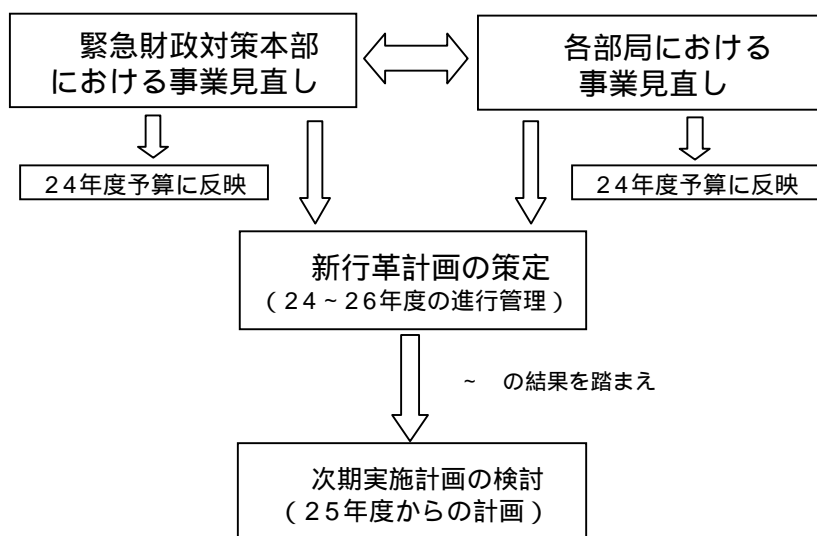 緊急財政対策本部
における事業見直し
各部局における
事業見直し
24年度予算に反映
24年度予算に反映
新行革計画の策定
(24~26年度の進行管理)
~ の結果を踏まえ
次期実施計画の検討
(25年度からの計画)